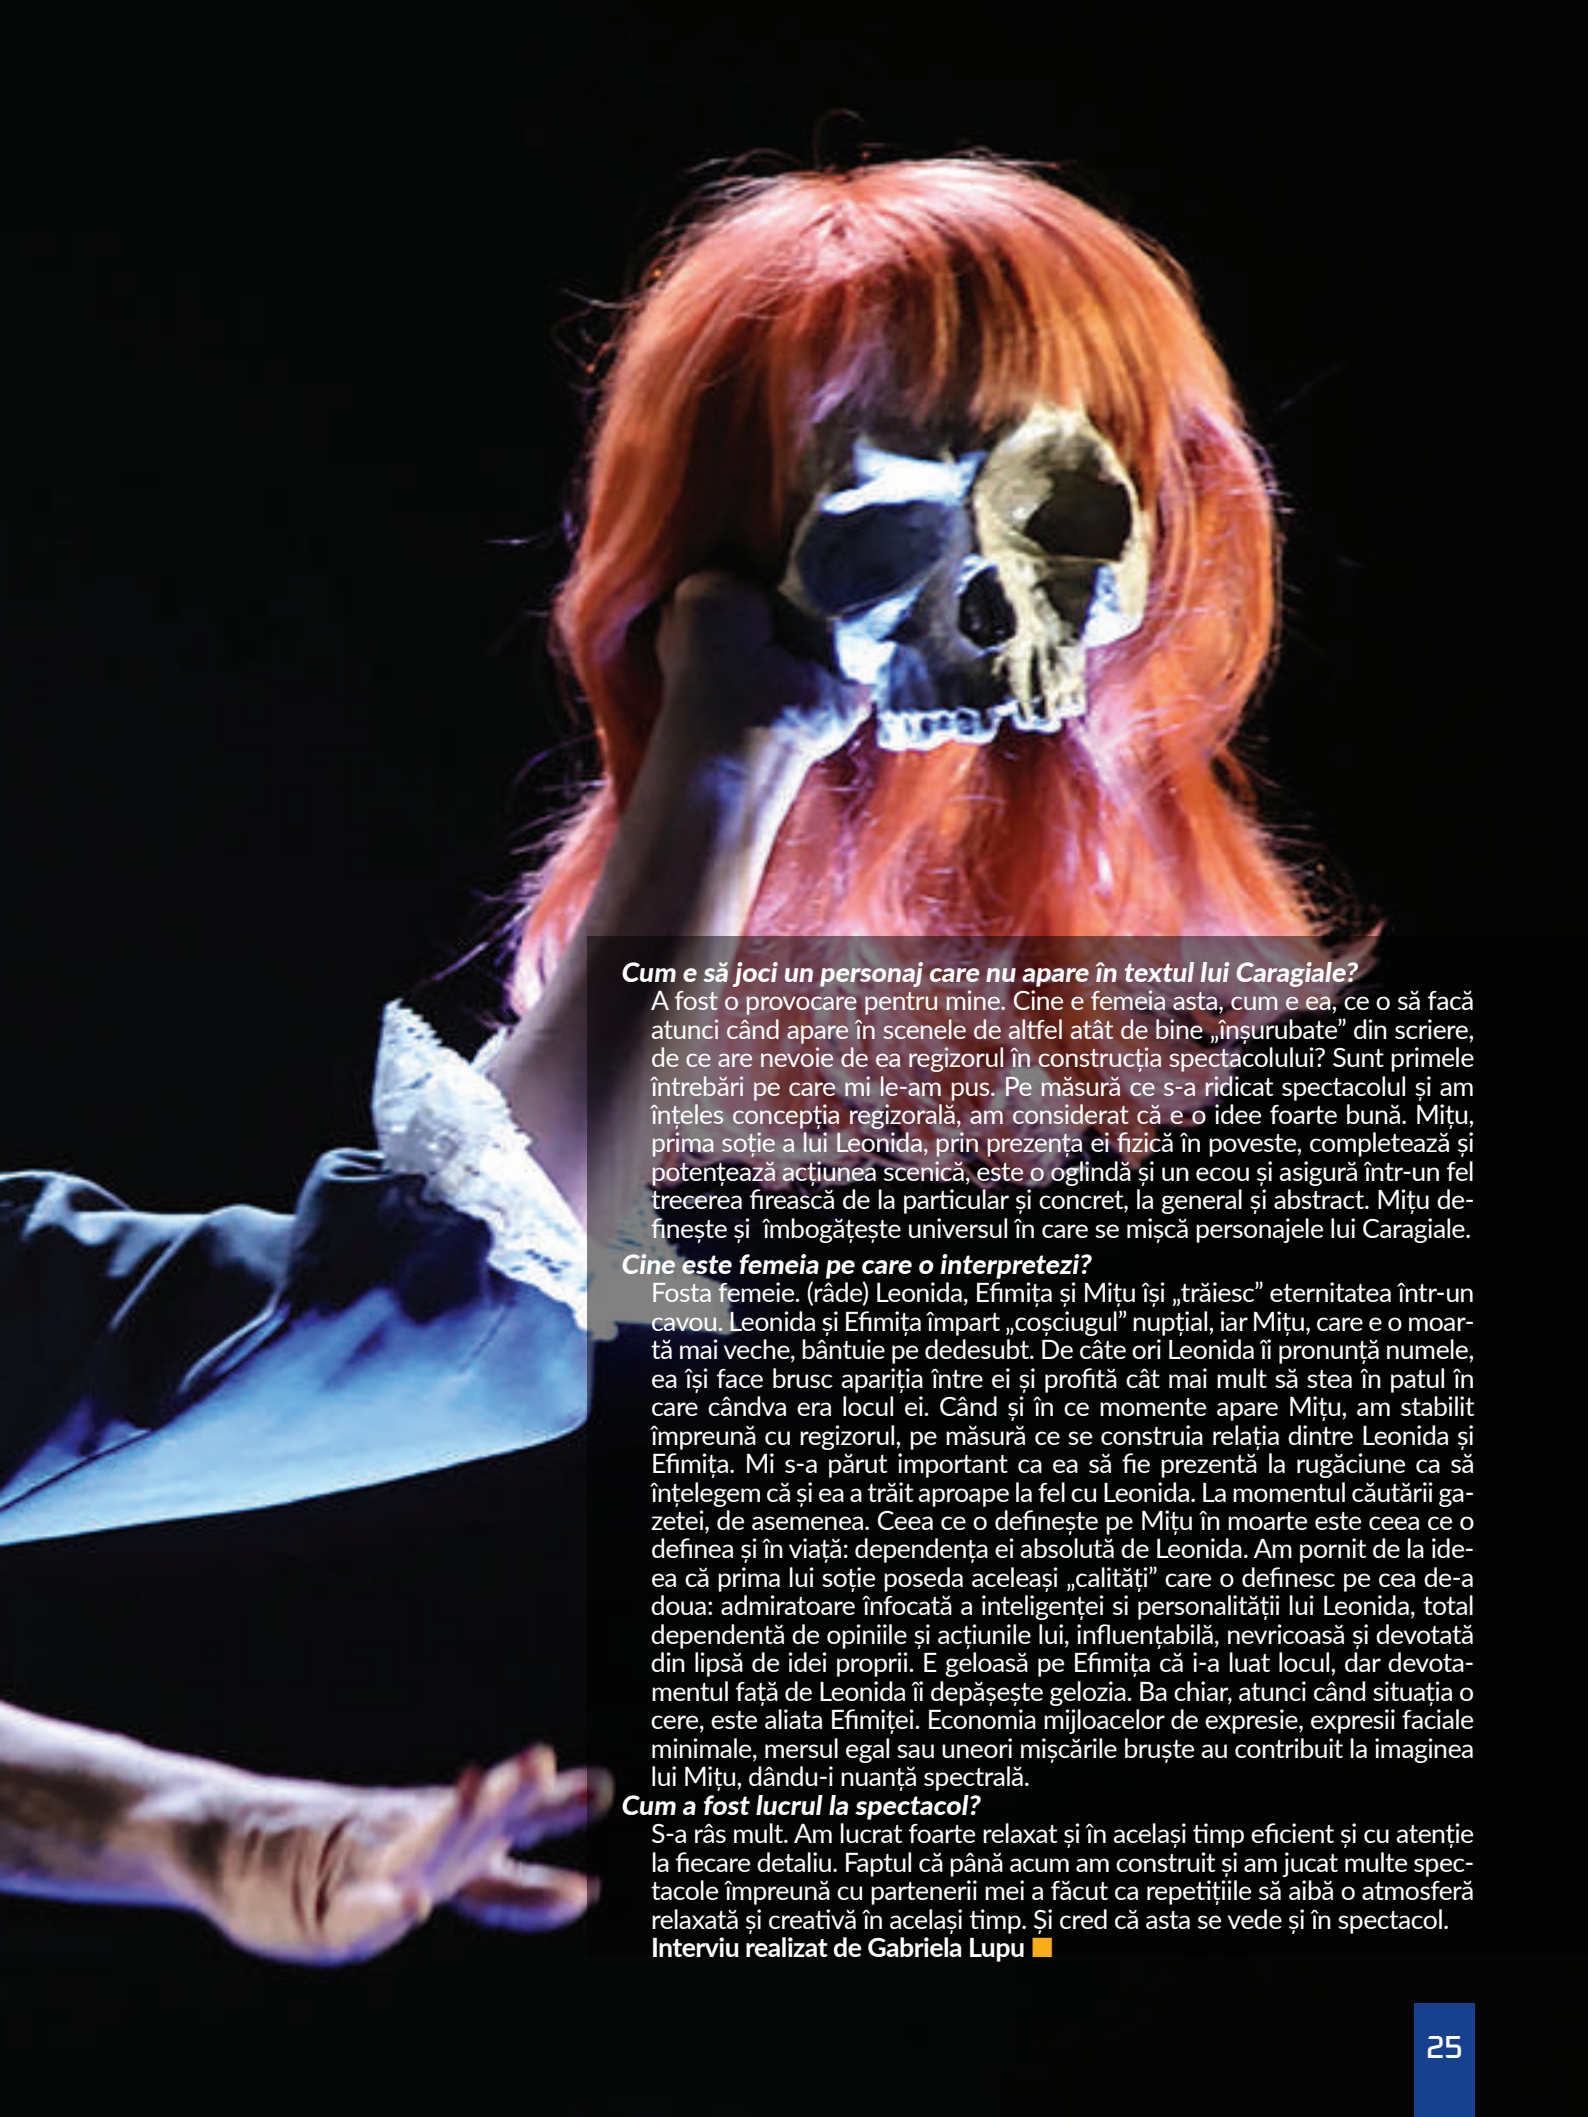 Cum e să joci un personaj care nu apare în textul lui Caragiale?
A fost o provocare pentru mine. Cine e femeia asta, cum e ea, ce o să facă
atunci când apare în scenele de altfel atât de bine „înșurubate” din scriere,
de ce are nevoie de ea regizorul în construcția spectacolului? Sunt primele
întrebări pe care mi le-am pus. Pe măsură ce s-a ridicat spectacolul și am
înțeles concepția regizorală, am considerat că e o idee foarte bună. Mițu,
prima soție a lui Leonida, prin prezența ei fizică în poveste, completează și
potențează acțiunea scenică, este o oglindă și un ecou și asigură într-un fel
trecerea firească de la particular și concret, la general și abstract. Mițu de-
finește și îmbogățește universul în care se mișcă personajele lui Caragiale.
Cine este femeia pe care o interpretezi?
Fosta femeie. (râde) Leonida, Efimița și Mițu își „trăiesc” eternitatea într-un
cavou. Leonida și Efimița împart „coșciugul” nupțial, iar Mițu, care e o moar-
tă mai veche, bântuie pe dedesubt. De câte ori Leonida îi pronunță numele,
ea își face brusc apariția între ei și profită cât mai mult să stea în patul în
care cândva era locul ei. Când și în ce momente apare Mițu, am stabilit
împreună cu regizorul, pe măsură ce se construia relația dintre Leonida și
Efimița. Mi s-a părut important ca ea să fie prezentă la rugăciune ca să
înțelegem că și ea a trăit aproape la fel cu Leonida. La momentul căutării ga-
zetei, de asemenea. Ceea ce o definește pe Mițu în moarte este ceea ce o
definea și în viață: dependența ei absolută de Leonida. Am pornit de la ide-
ea că prima lui soție poseda aceleași „calități” care o definesc pe cea de-a
doua: admiratoare înfocată a inteligenței si personalității lui Leonida, total
dependentă de opiniile și acțiunile lui, influențabilă, nevricoasă și devotată
din lipsă de idei proprii. E geloasă pe Efimița că i-a luat locul, dar devota-
mentul față de Leonida îi depășește gelozia. Ba chiar, atunci când situația o
cere, este aliata Efimiței. Economia mijloacelor de expresie, expresii faciale
minimale, mersul egal sau uneori mișcările bruște au contribuit la imaginea
lui Mițu, dându-i nuanță spectrală.
Cum a fost lucrul la spectacol?
S-a râs mult. Am lucrat foarte relaxat și în același timp eficient și cu atenție
la fiecare detaliu. Faptul că până acum am construit și am jucat multe spec-
tacole împreună cu partenerii mei a făcut ca repetițiile să aibă o atmosferă
relaxată și creativă în același timp. Și cred că asta se vede și în spectacol.
Interviu realizat de Gabriela Lupu
25